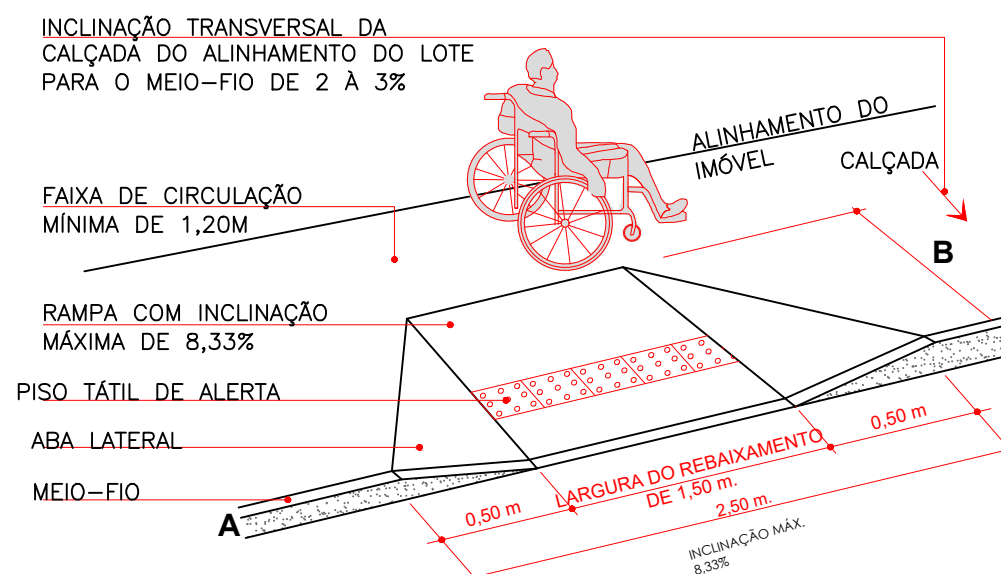 INCLINAÇÃO TRANSVERSAL DA
CALÇADA DO ALINHAMENTO DO LOTE
PARA O MEIO-FIO DE 2 À 3%
ALINHAMENTO DO
IMÓVEL
CALÇADA
FAIXA DE CIRCULAÇÃO
MÍNIMA DE 1,20M
B
RAMPA COM INCLINAÇÃO
MÁXIMA DE 8,33%
PISO TÁTIL DE ALERTA
ABA LATERAL
MEIO-FIO
A
0,50 m
LARGURA DO REBAIXAMENTO
DE 1,50 m.
0,50 m
2,50 m.
INCLINAÇÃO MÁX.
8,33%